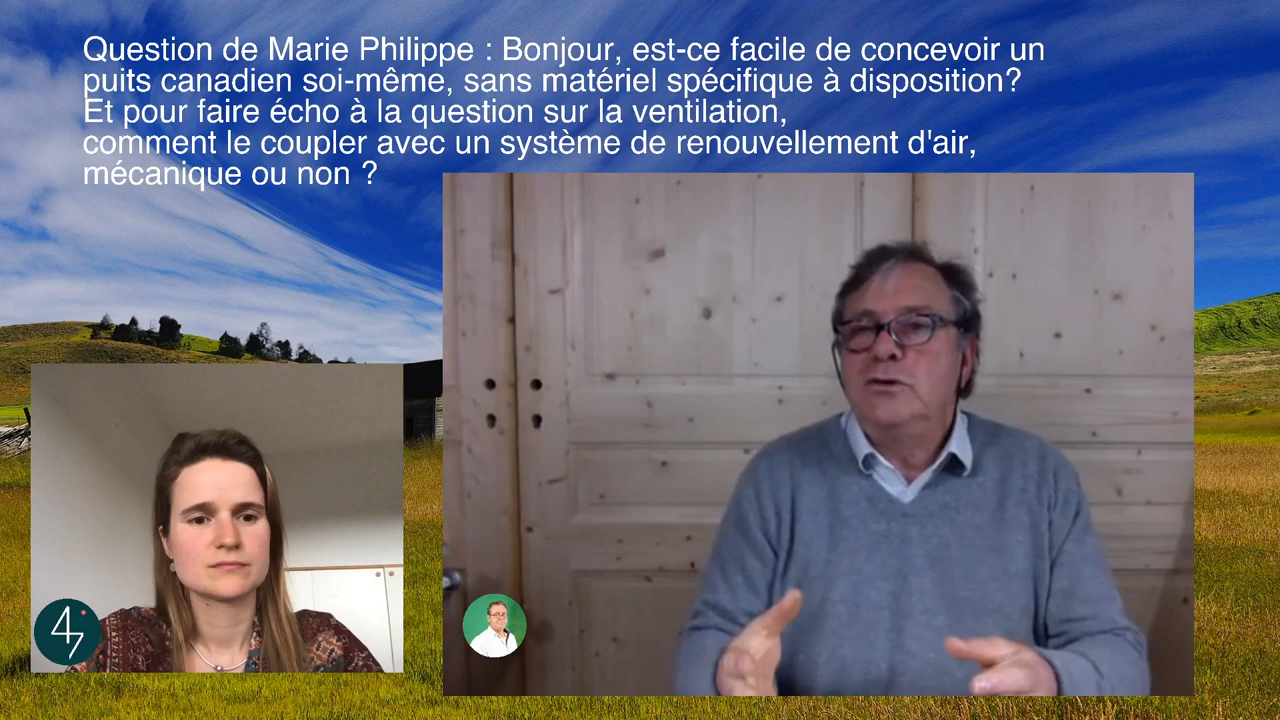 Question de Marie Philippe : Bonjour, est-ce facile de concevoir un
puits canadien soi-même, sans matériel spécifique à disposition?
Et pour faire écho à la question sur la ventilation,
comment le coupler avec un système de renouvellement d'air,
mécanique ou non ?
47